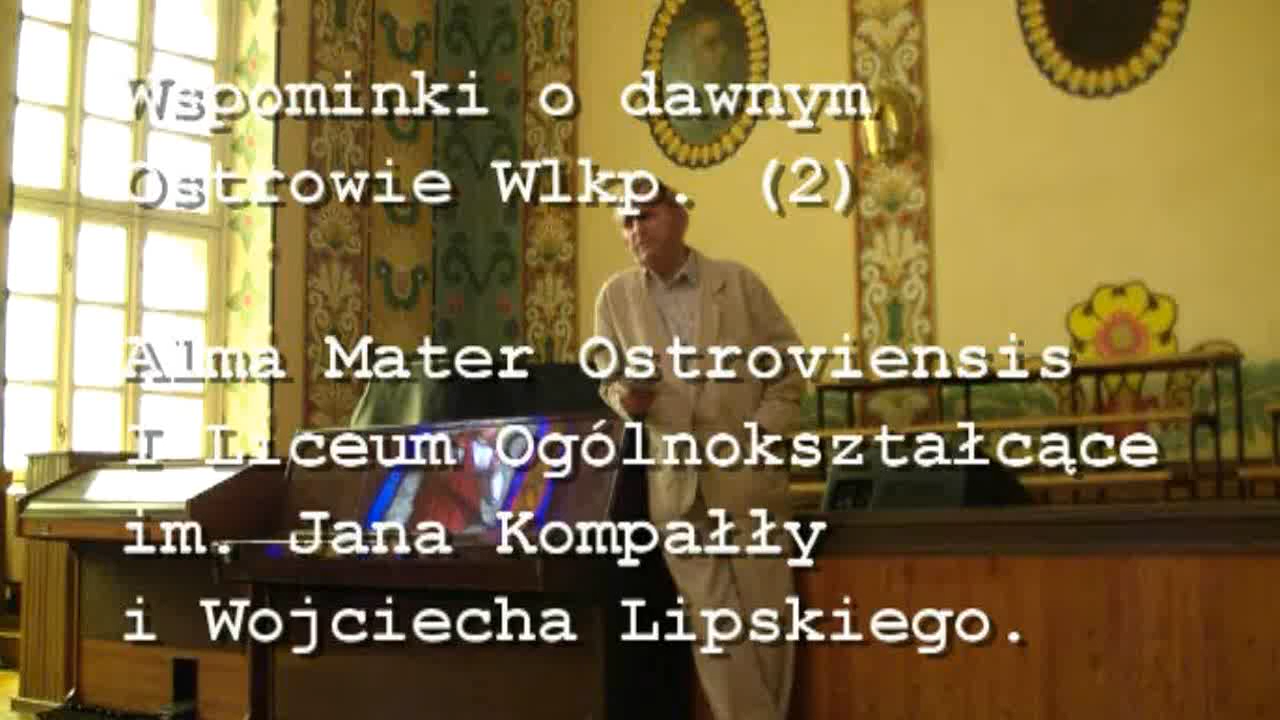 Wspominki o dawnym
Ostrowie Wlkp. (2)
Alma Mater Ostroviensis
I Liceum Ogólnokształcące
im. Jana Kompałły
i Wojciecha Lipskiego.